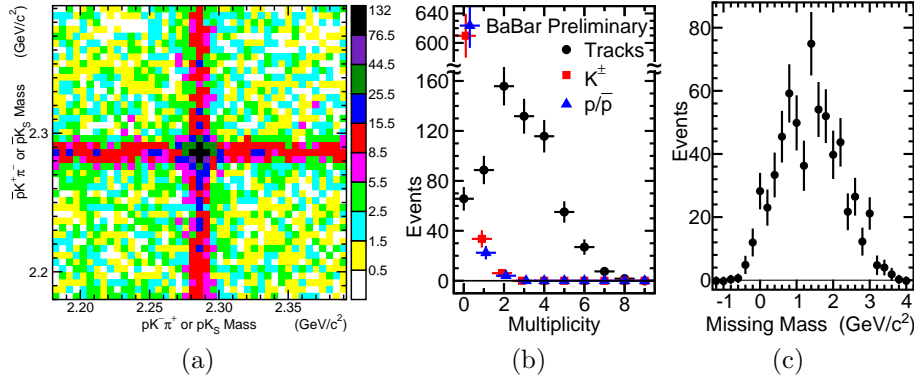 (GeV/c²)
p̄K⁺π⁻ or p̄K_S Mass
2.3
2.2
2.20 2.25 2.30 2.35
pK⁻π⁺ or pK_S Mass (GeV/c²)
132
76.5
44.5
25.5
15.5
8.5
5.5
2.5
1.5
0.5
(a)
BaBar Preliminary
Tracks
K±
p/p̄
Events
640
600
160
120
80
40
0
0 2 4 6 8
Multiplicity
(b)
Events
80
60
40
20
0
-1 0 1 2 3 4
Missing Mass (GeV/c²)
(c)